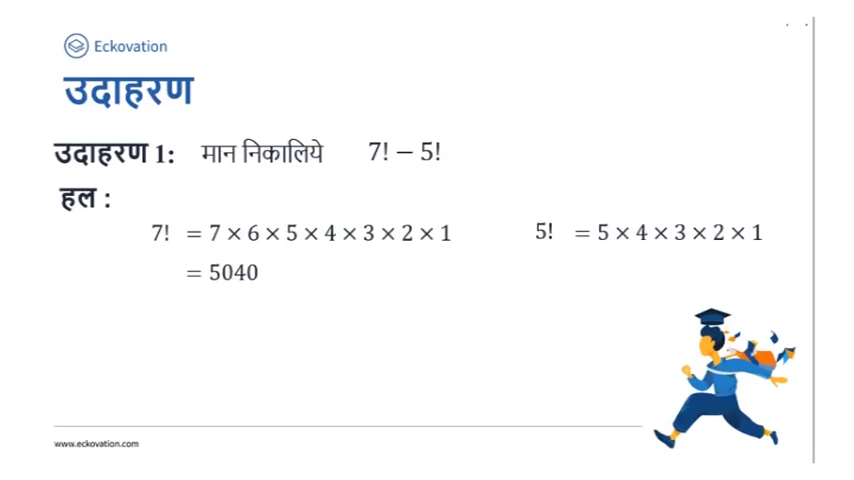 Eckovation
उदाहरण
उदाहरण 1: मान निकालिये 7! − 5!
हल :
7! = 7 × 6 × 5 × 4 × 3 × 2 × 1 5! = 5 × 4 × 3 × 2 × 1
= 5040
www.eckovation.com